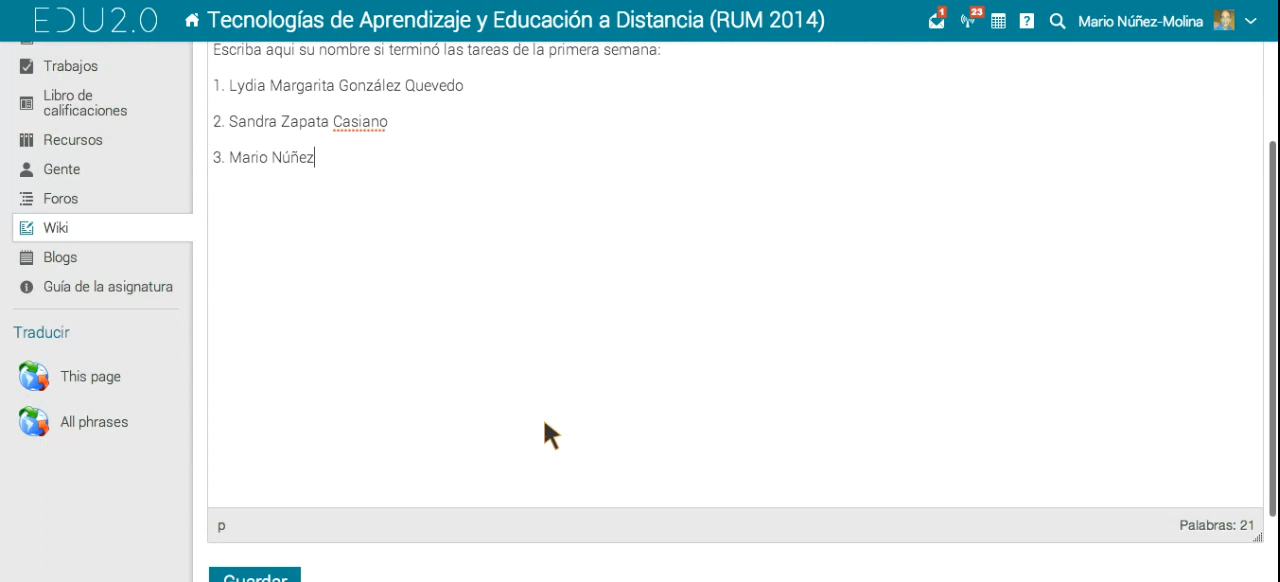 EDU2.0
Tecnologías de Aprendizaje y Educación a Distancia (RUM 2014)
1
23
?
Mario Núñez-Molina
Trabajos
Libro de
calificaciones
Recursos
Gente
Foros
Wiki
Blogs
Guía de la asignatura
Traducir
This page
All phrases
Escriba aqui su nombre si terminó las tareas de la primera semana:
1. Lydia Margarita González Quevedo
2. Sandra Zapata Casiano
3. Mario Núñez
p
Palabras: 21
Guardar